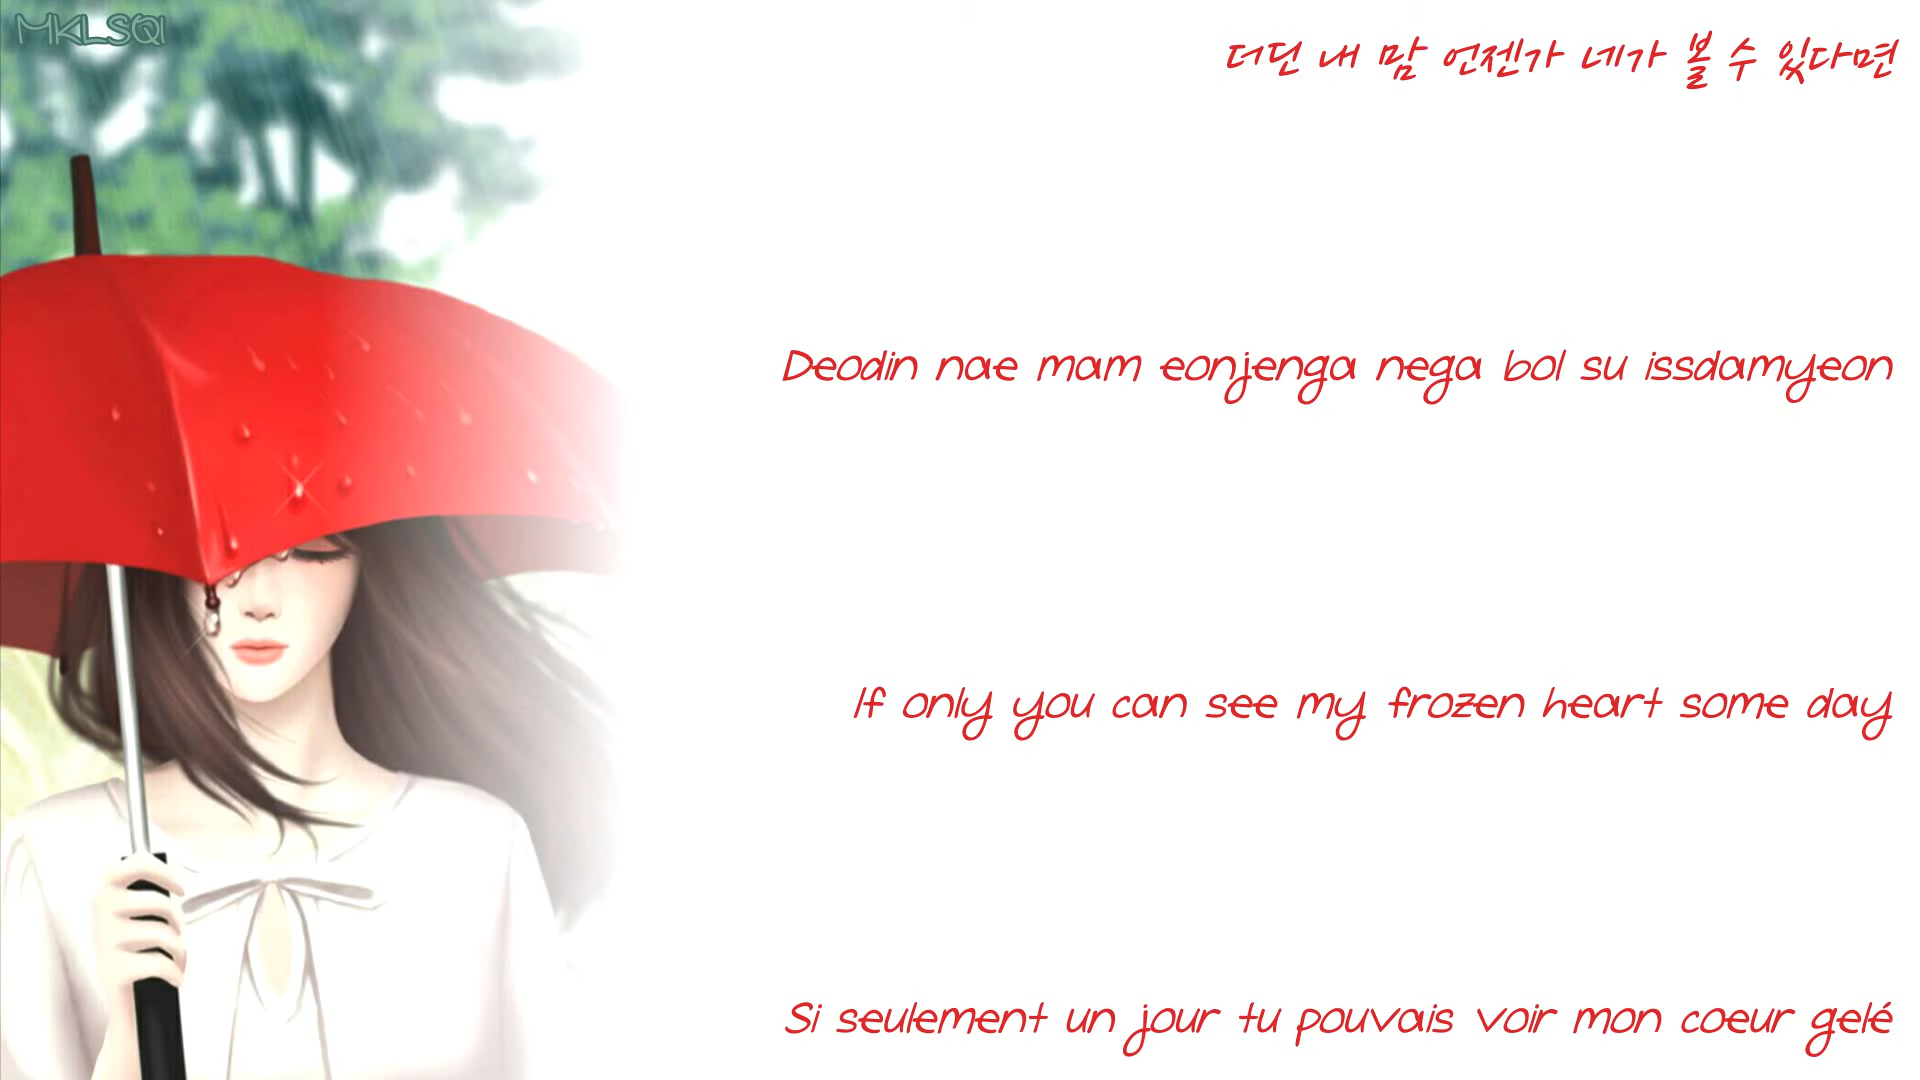 MKLSQI
더딘 내 맘 언젠가 네가 볼 수 있다면
Deodin nae mam eonjenga nega bol su issdamyeon
If only you can see my frozen heart some day
Si seulement un jour tu pouvais voir mon coeur gelé